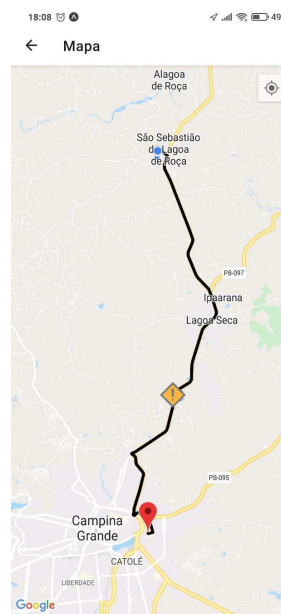 18:08
49
Mapa
Alagoa
de Roça
São Sebastião
de Lagoa
de Roça
PB-097
Ipuarana
Lagoa Seca
PB-095
Campina
Grande
CATOLÉ
LIBERDADE
Google